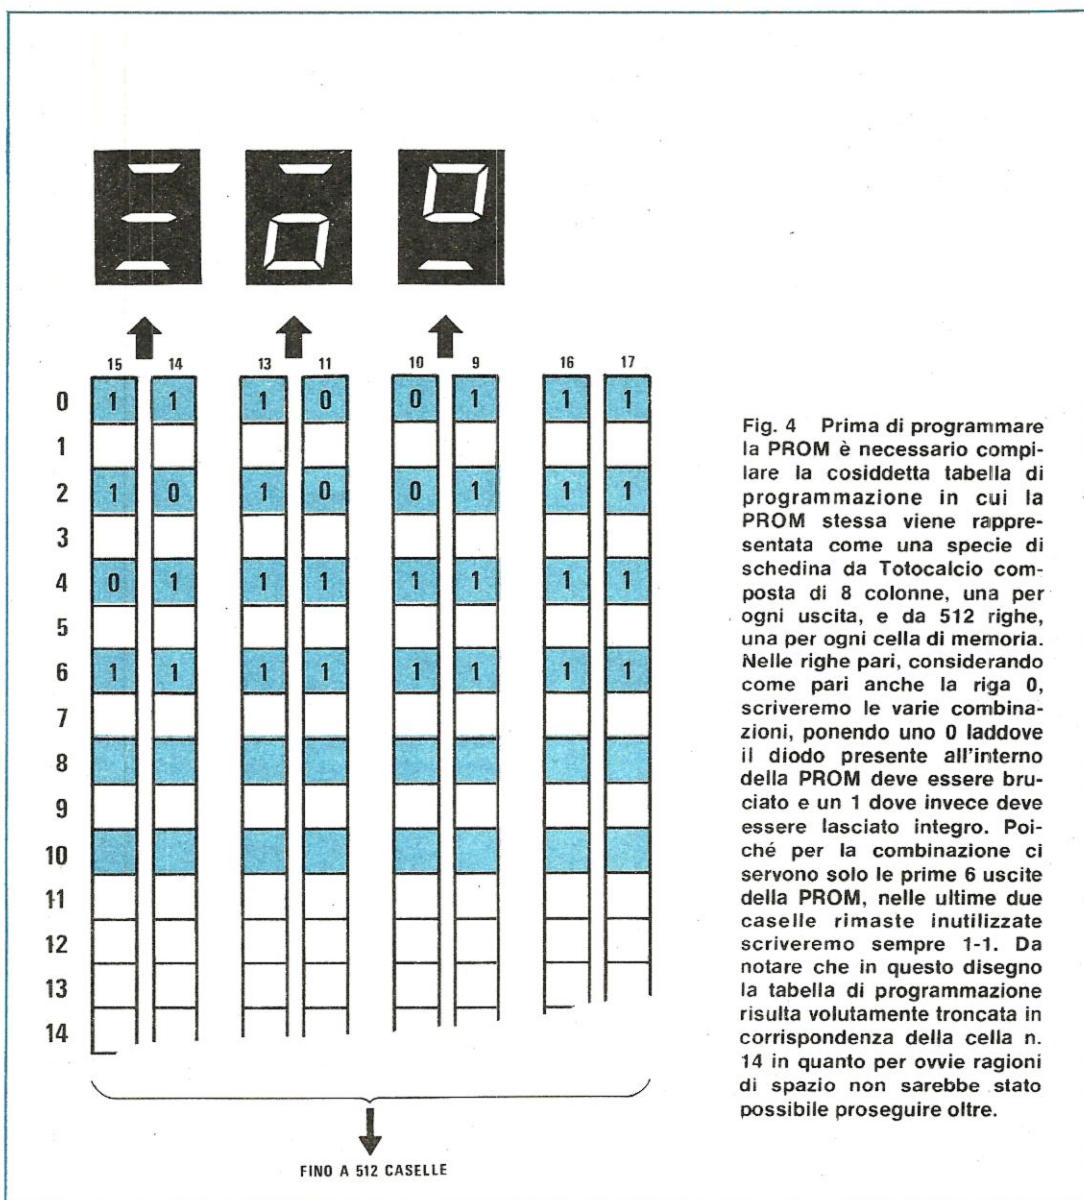 15 14 13 11 10 9 16 17
0 1 1 1 0 0 1 1 1
1
2 1 0 1 0 0 1 1 1
3
4 0 1 1 1 1 1 1 1
5
6 1 1 1 1 1 1 1 1
7
8
9
10
11
12
13
14
FINO A 512 CASELLE
Fig. 4 Prima di programmare
la PROM è necessario compi-
lare la cosiddetta tabella di
programmazione in cui la
PROM stessa viene rappre-
sentata come una specie di
schedina da Totocalcio com-
posta di 8 colonne, una per
ogni uscita, e da 512 righe,
una per ogni cella di memoria.
Nelle righe pari, considerando
come pari anche la riga 0,
scriveremo le varie combina-
zioni, ponendo uno 0 laddove
il diodo presente all'interno
della PROM deve essere bru-
ciato e un 1 dove invece deve
essere lasciato integro. Poi-
ché per la combinazione ci
servono solo le prime 6 uscite
della PROM, nelle ultime due
caselle rimaste inutilizzate
scriveremo sempre 1-1. Da
notare che in questo disegno
la tabella di programmazione
risulta volutamente troncata in
corrispondenza della cella n.
14 in quanto per ovvie ragioni
di spazio non sarebbe stato
possibile proseguire oltre.